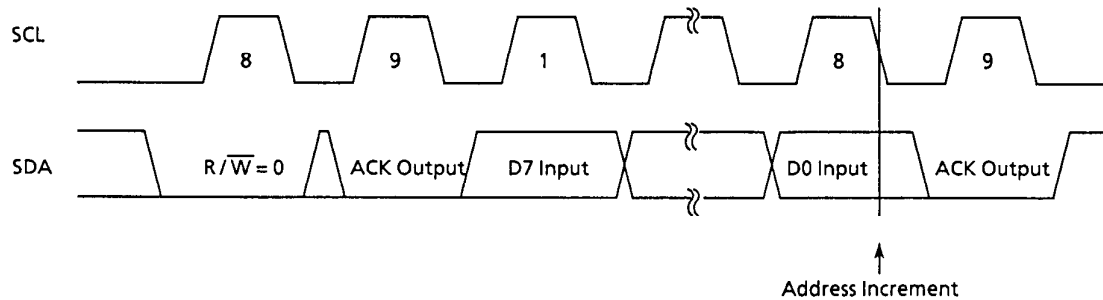 SCL
8
9
1
8
9
SDA
R/W̅ = 0
ACK Output
D7 Input
D0 Input
ACK Output
Address Increment